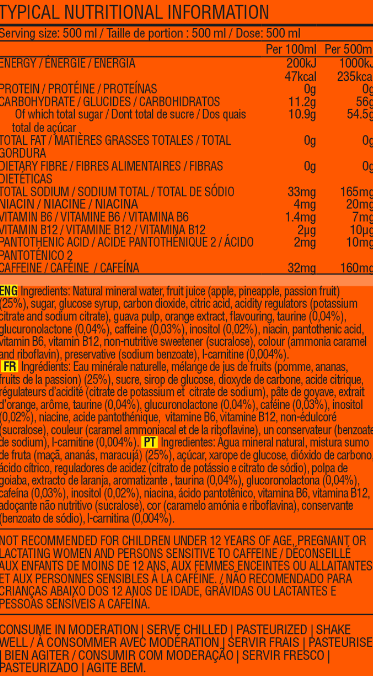 TYPICAL NUTRITIONAL INFORMATION
Serving size: 500 ml / Taille de portion : 500 ml / Dose: 500 ml
Per 100ml Per 500m
ENERGY / ÉNERGIE / ENERGIA 200kJ 1000kJ
47kcal 235kca
PROTEIN / PROTÉINE / PROTEÍNAS 0g 0g
CARBOHYDRATE / GLUCIDES / CARBOHIDRATOS 11.2g 56g
Of which total sugar / Dont total de sucre / Dos quais 10.9g 54.5g
total de açucar
TOTAL FAT / MATIÈRES GRASSES TOTALES / TOTAL 0g 0g
GORDURA
DIETARY FIBRE / FIBRES ALIMENTAIRES / FIBRAS 0g 0g
DIETÉTICAS
TOTAL SODIUM / SODIUM TOTAL / TOTAL DE SÓDIO 33mg 165mg
NIACIN / NIACINE / NIACINA 4mg 20mg
VITAMIN B6 / VITAMINE B6 / VITAMINA B6 1.4mg 7mg
VITAMIN B12 / VITAMINE B12 / VITAMINA B12 2µg 10µg
PANTOTHENIC ACID / ACIDE PANTOTHÉNIQUE 2 / ÁCIDO 2mg 10mg
PANTOTÉNICO 2
CAFFEINE / CAFÉINE / CAFEÍNA 32mg 160mg
ENG Ingredients: Natural mineral water, fruit juice (apple, pineapple, passion fruit)
(25%), sugar, glucose syrup, carbon dioxide, citric acid, acidity regulators (potassium
citrate and sodium citrate), guava pulp, orange extract, flavouring, taurine (0.04%),
glucuronolactone (0,04%), caffeine (0,03%), inositol (0,02%), niacin, pantothenic acid,
vitamin B6, vitamin B12, non-nutritive sweetener (sucrose), colour (ammonia caramel
and riboflavin), preservative (sodium benzoate), l-carnitine (0,004%).
FR Ingrédients: Eau minérale naturelle, mélange de jus de fruits (pomme, ananas,
fruits de la passion) (25%), sucre, sirop de glucose, dioxyde de carbone, acide citrique,
régulateurs d'acidité (citrate de potassium et citrate de sodium), pâte de goyave, extrait
d'orange, arôme, taurine (0,04%), glucuronolactone (0,04%), caféine (0,03%), inositol
(0,02%), niacine, acide pantothénique, vitamine B6, vitamine B12, non-édulcoré
(sucralose), couleur (caramel ammoniacal et de la riboflavine), un conservateur (benzoate
de sodium), l-carnitine (0,004%). PT Ingredientes: Água mineral natural, mistura sumo
de fruta (maçã, ananás, maracujá) (25%), açúcar, xarope de glucose, dióxido de carbono,
ácido cítrico, reguladores de acidez (citrato de potássio e citrato de sódio), polpa de
goiaba, extracto de laranja, aromatizante , taurina (0,04%), glucoronolactona (0,04%),
cafeína (0,03%), inositol (0,02%), niacina, ácido pantoténico, vitamina B6, vitamina B12,
adoçante não nutritivo (sucralose), cor (caramelo amónia e riboflavina), conservante
(benzoato de sódio), l-carnitina (0,004%).
NOT RECOMMENDED FOR CHILDREN UNDER 12 YEARS OF AGE, PREGNANT OR
LACTATING WOMEN AND PERSONS SENSITIVE TO CAFFEINE / DÉCONSEILLÉ
AUX ENFANTS DE MOINS DE 12 ANS, AUX FEMMES ENCEINTES OU ALLAITANTES
ET AUX PERSONNES SENSIBLES À LA CAFÉINE. / NÃO RECOMENDADO PARA
CRIANÇAS ABAIXO DOS 12 ANOS DE IDADE, GRÁVIDAS OU LACTANTES E
PESSOAS SENSÍVEIS A CAFEÍNA.
CONSUME IN MODERATION | SERVE CHILLED | PASTEURIZED | SHAKE
WELL / À CONSOMMER AVEC MODÉRATION | SERVIR FRAIS | PASTEURISÉ
| BIEN AGITER / CONSUMIR COM MODERAÇÃO | SERVIR FRESCO |
PASTEURIZADO | AGITE BEM.